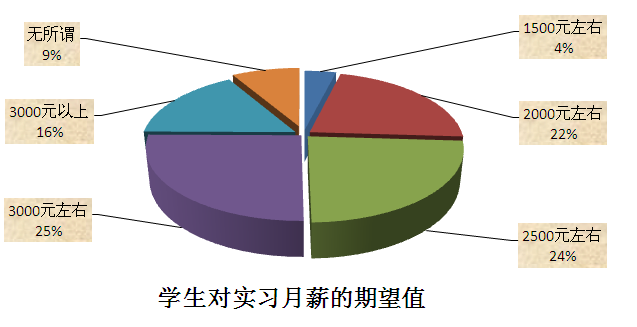 1500元左右
4%
2000元左右
22%
2500元左右
24%
3000元左右
25%
3000元以上
16%
无所谓
9%
学生对实习月薪的期望值